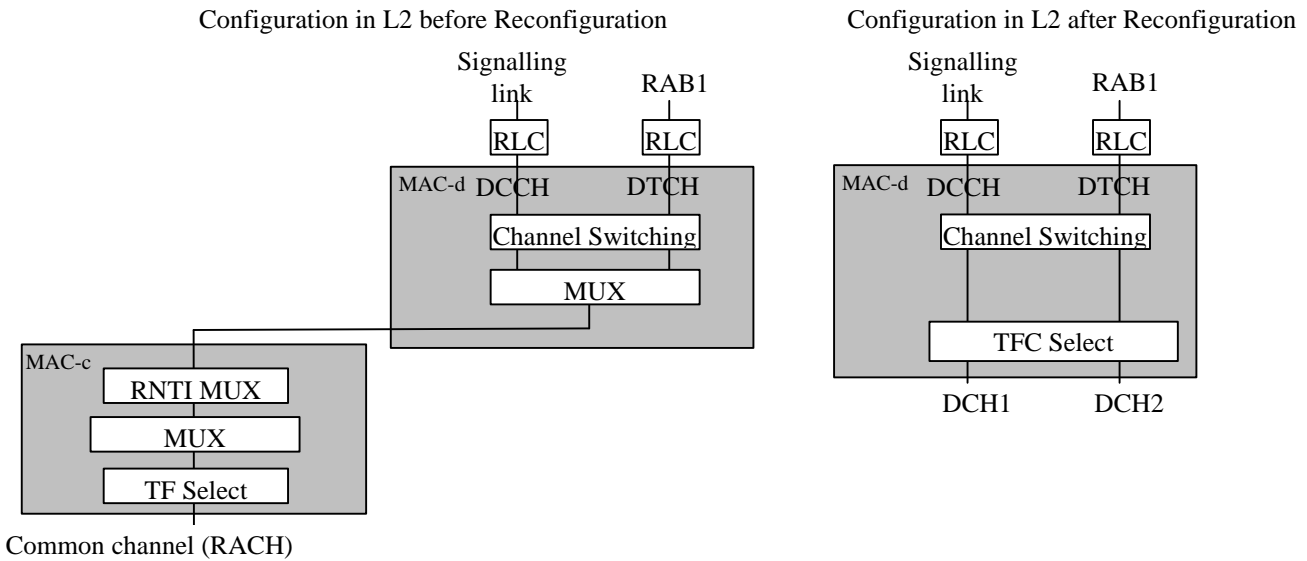 Configuration in L2 before Reconfiguration
Signalling
link
RAB1
RLC
RLC
MAC-d
DCCH
DTCH
Channel Switching
MUX
MAC-c
RNTI MUX
MUX
TF Select
Common channel (RACH)
Configuration in L2 after Reconfiguration
Signalling
link
RAB1
RLC
RLC
MAC-d
DCCH
DTCH
Channel Switching
TFC Select
DCH1
DCH2